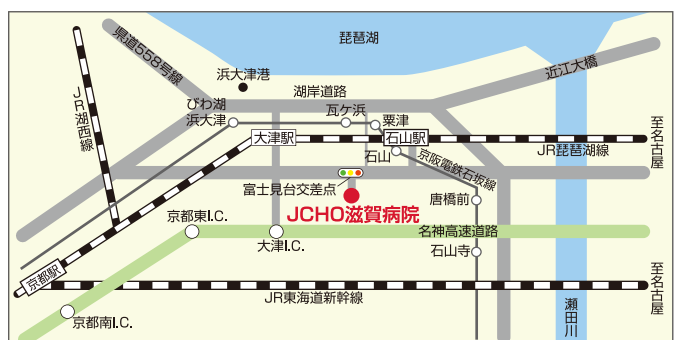 琵琶湖
県道558号線
近江大橋
浜大津港
湖岸道路
JR湖西線
びわ湖
浜大津
瓦ケ浜
粟津
大津駅
石山駅
至名古屋
石山
JR琵琶湖線
京阪電鉄石坂線
富士見台交差点
唐橋前
JCHO滋賀病院
京都東I.C.
大津I.C.
名神高速道路
石山寺
京都駅
至名古屋
JR東海道新幹線
瀬田川
京都南I.C.